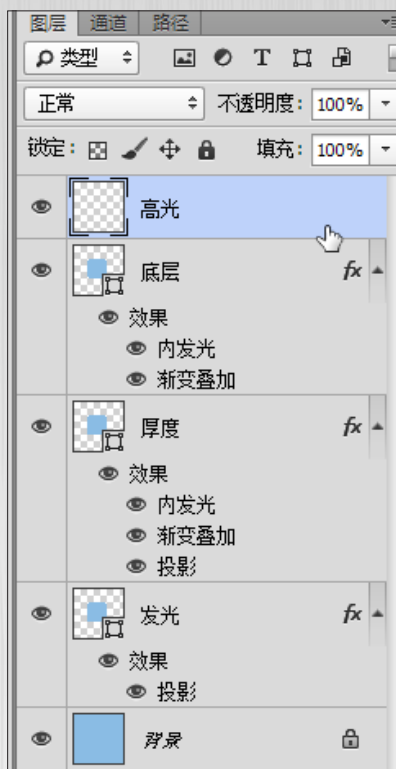 图层 通道 路径
类型 T
正常 不透明度: 100%
锁定: 填充: 100%
高光
底层 fx
效果
内发光
渐变叠加
厚度 fx
效果
内发光
渐变叠加
投影
发光 fx
效果
投影
背景